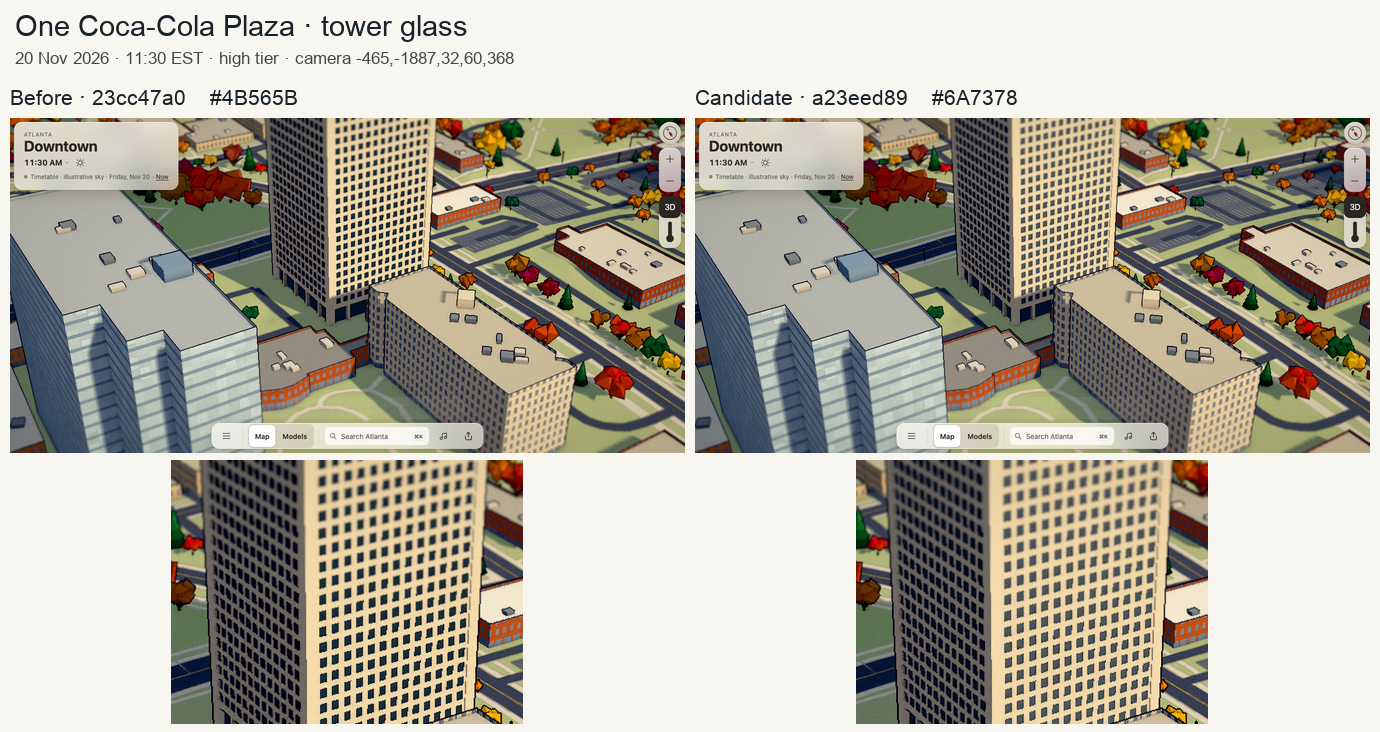 One Coca-Cola Plaza · tower glass
20 Nov 2026 · 11:30 EST · high tier · camera -465,-1887,32,60,368
Before · 23cc47a0 #4B565B
ATLANTA
Downtown
11:30 AM
Timetable · illustrative sky · Friday, Nov 20 · Now
+
−
3D
Map Models Search Atlanta ⌘K
Candidate · a23eed89 #6A7378
ATLANTA
Downtown
11:30 AM
Timetable · illustrative sky · Friday, Nov 20 · Now
+
−
3D
Map Models Search Atlanta ⌘K